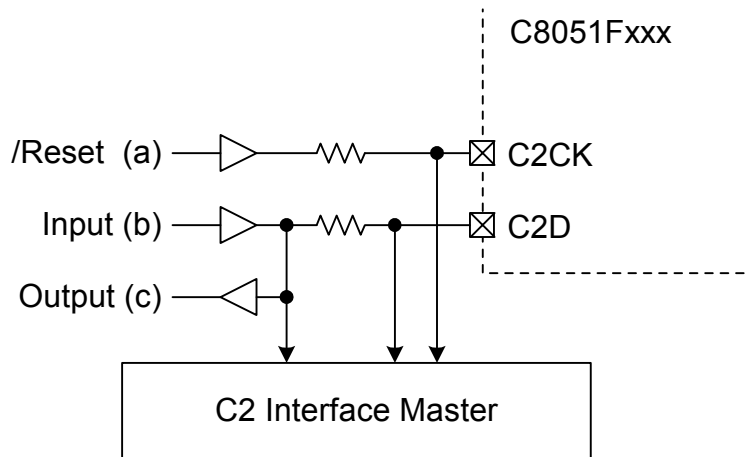 C8051Fxxx
/Reset (a)
C2CK
Input (b)
C2D
Output (c)
C2 Interface Master